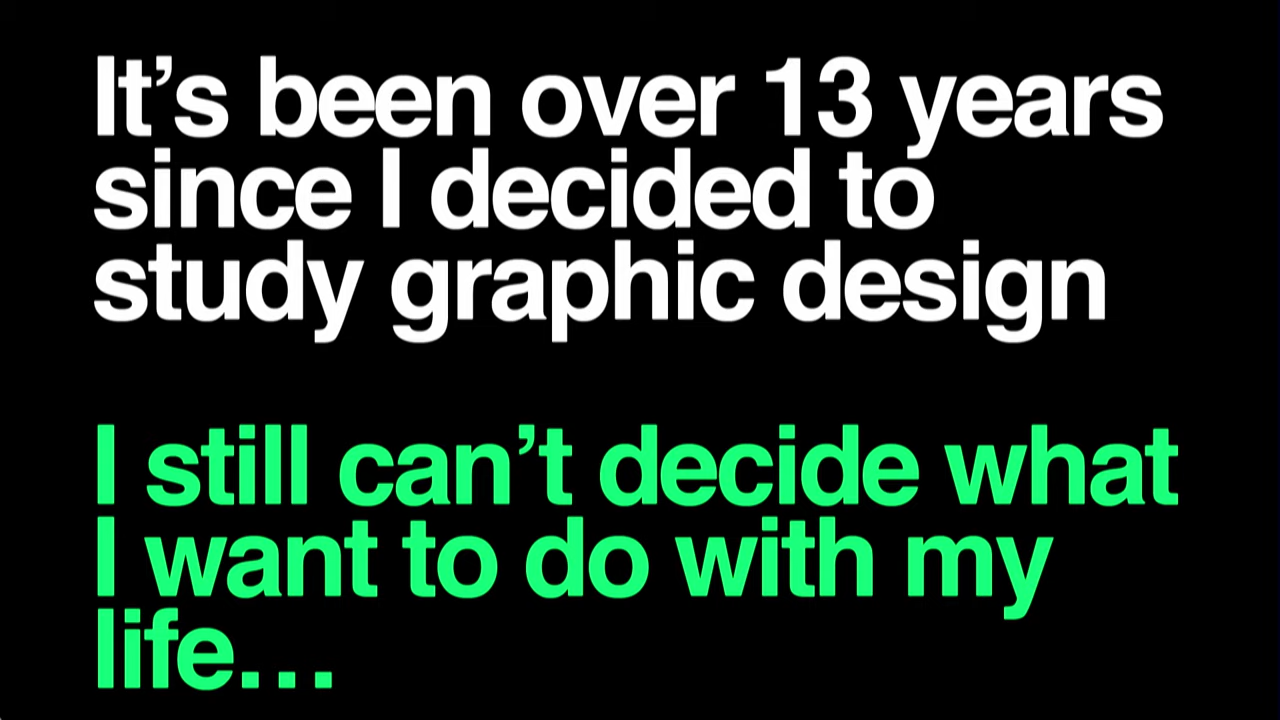 It’s been over 13 years
since I decided to
study graphic design
I still can’t decide what
I want to do with my
life…